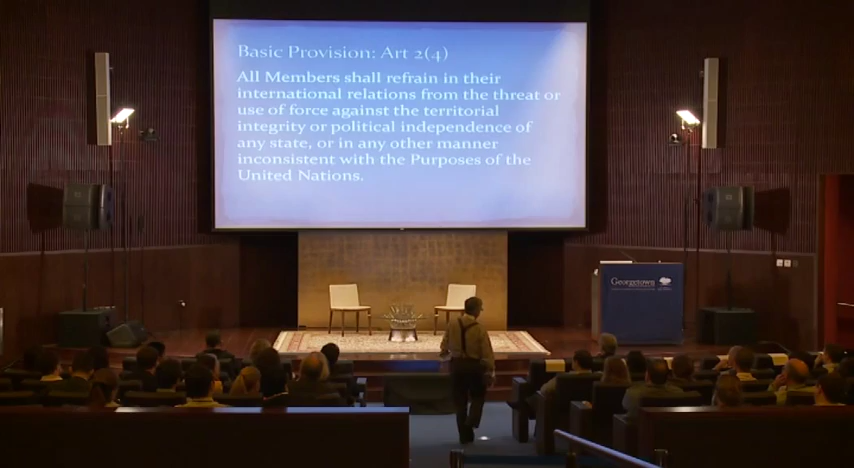 Basic Provision: Art 2(4)
All Members shall refrain in their
international relations from the threat or
use of force against the territorial
integrity or political independence of
any state, or in any other manner
inconsistent with the Purposes of the
United Nations.
Georgetown